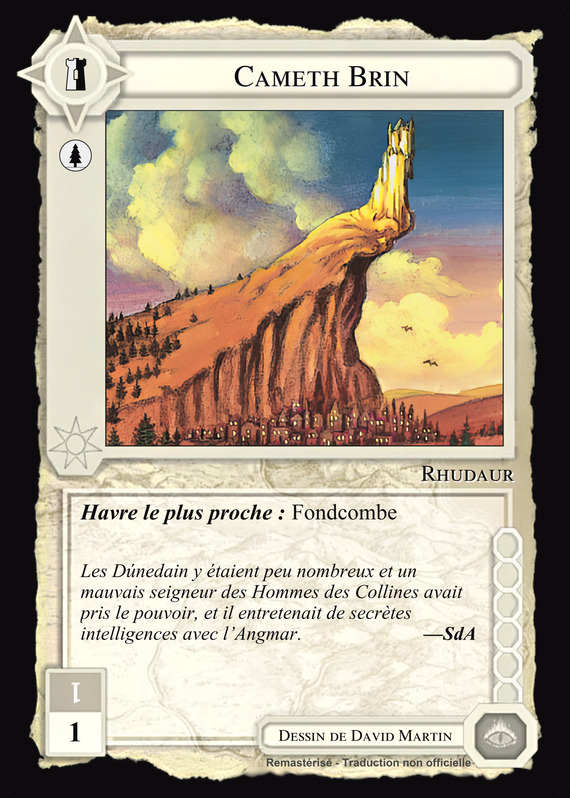 Cameth Brin
Rhudaur
Havre le plus proche : Fondcombe
Les Dúnedain y étaient peu nombreux et un
mauvais seigneur des Hommes des Collines avait
pris le pouvoir, et il entretenait de secrètes
intelligences avec l’Angmar. —SdA
1
1
Dessin de David Martin
Remastérisé - Traduction non officielle